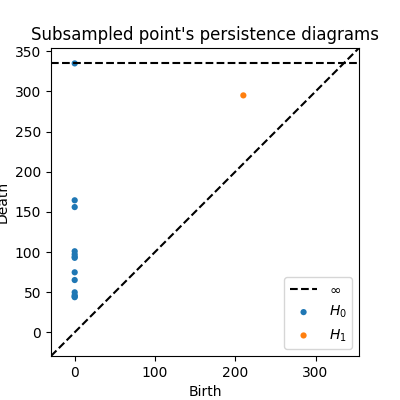 Subsampled point's persistence diagrams
350
300
250
200
150
100
50
0
Death
0 100 200 300
Birth
∞
H₀
H₁